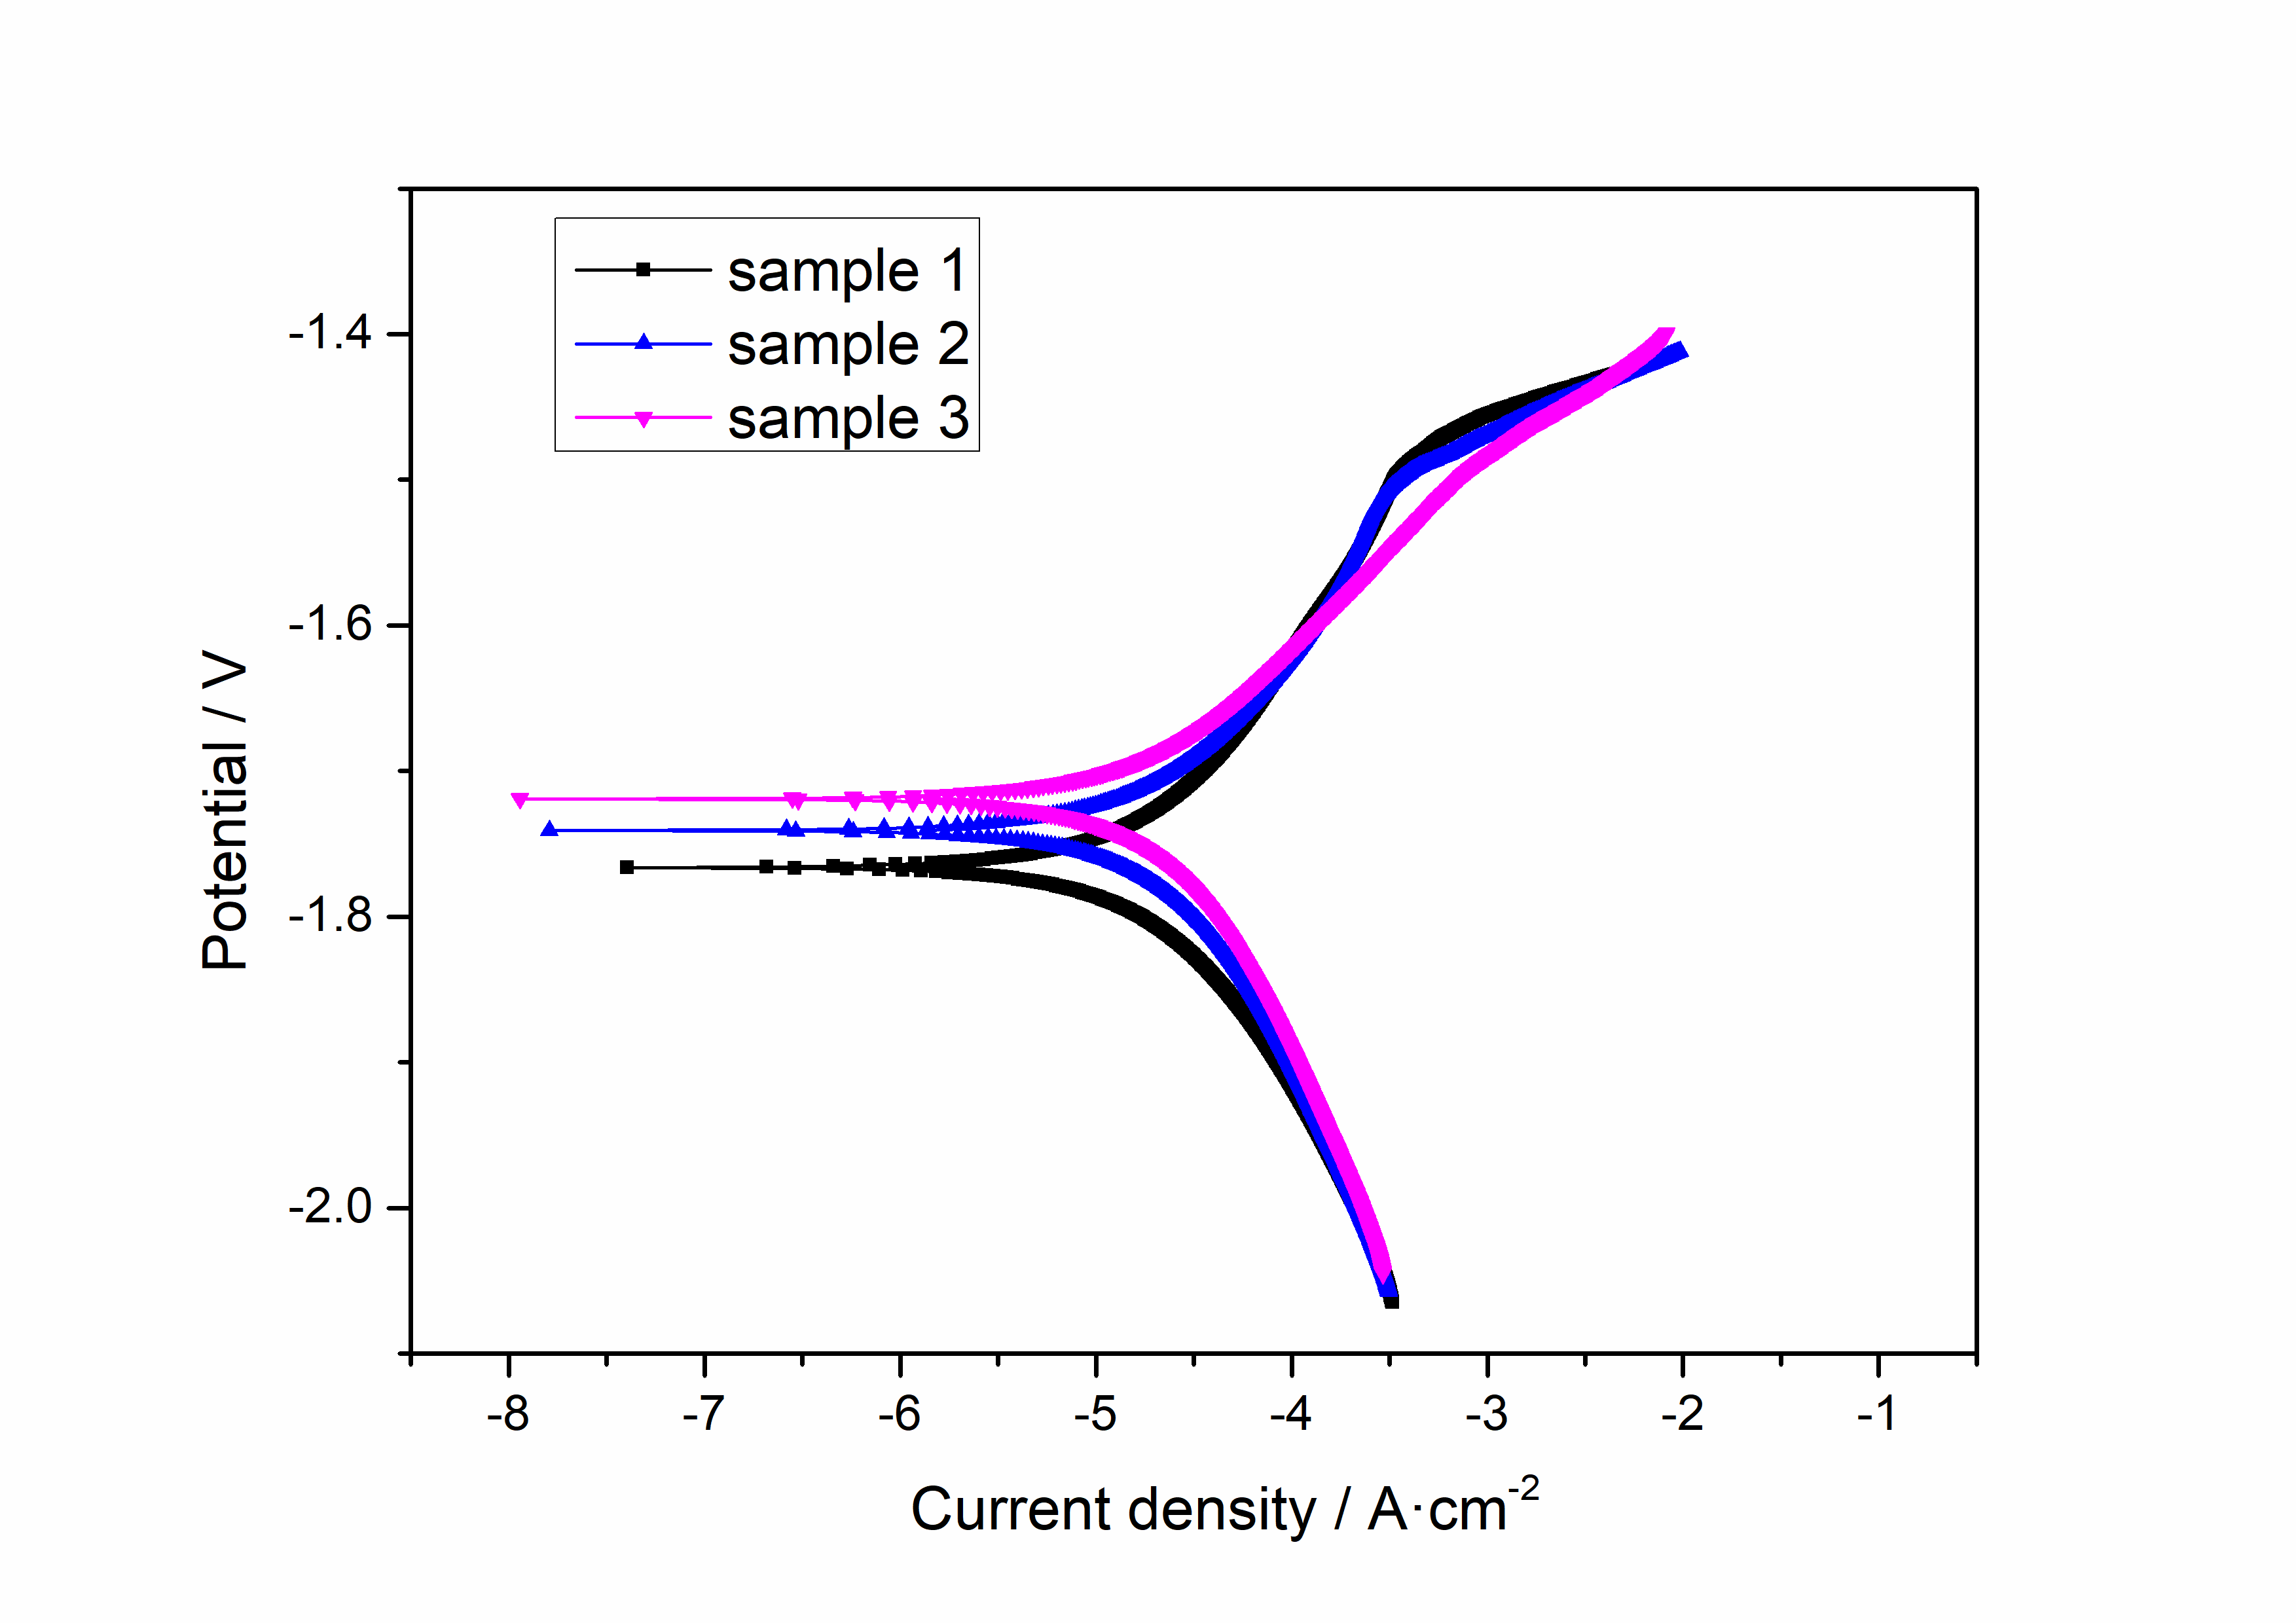 sample 1
sample 2
sample 3
-1.4
-1.6
-1.8
-2.0
Potential / V
-8 -7 -6 -5 -4 -3 -2 -1
Current density / A·cm⁻²